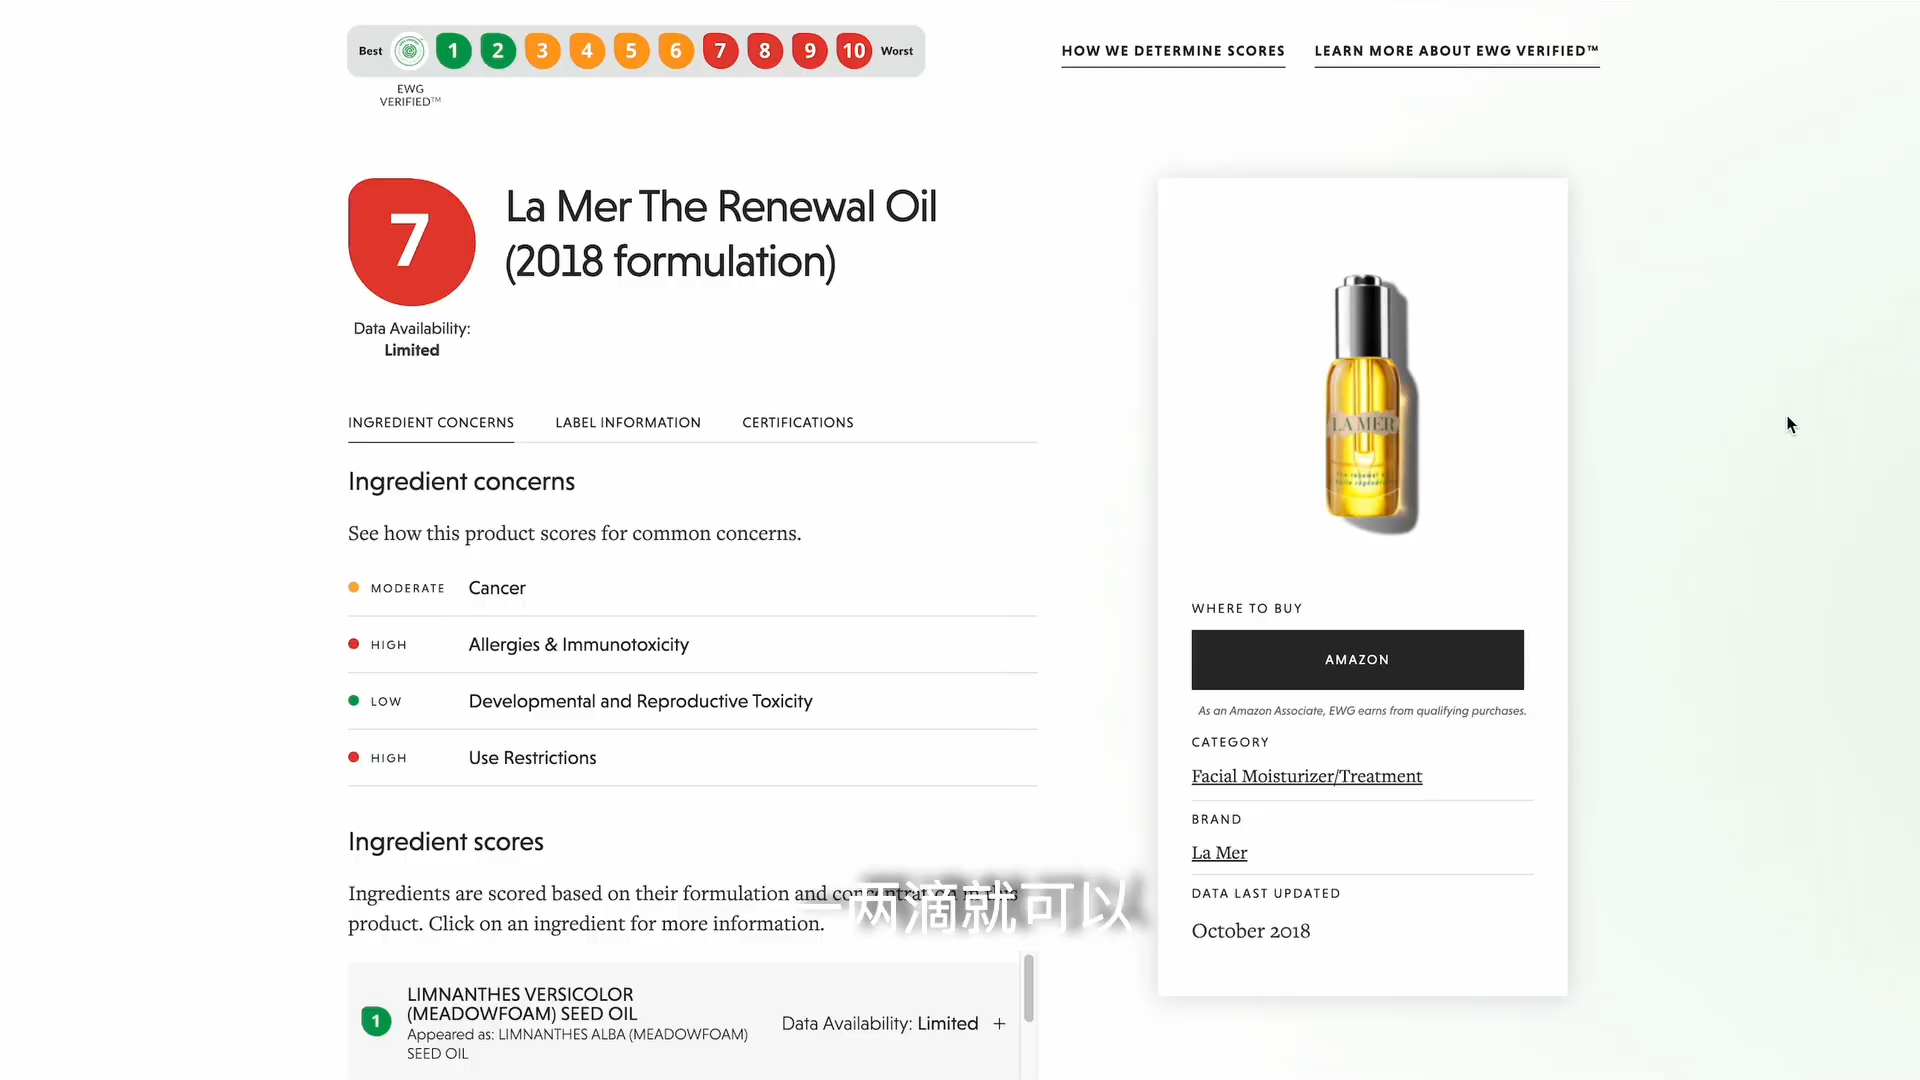 Best
1
2
3
4
5
6
7
8
9
10
Worst
EWG
VERIFIED™
HOW WE DETERMINE SCORES
LEARN MORE ABOUT EWG VERIFIED™
7
Data Availability:
Limited
La Mer The Renewal Oil
(2018 formulation)
INGREDIENT CONCERNS
LABEL INFORMATION
CERTIFICATIONS
Ingredient concerns
See how this product scores for common concerns.
MODERATE Cancer
HIGH Allergies & Immunotoxicity
LOW Developmental and Reproductive Toxicity
HIGH Use Restrictions
Ingredient scores
Ingredients are scored based on their formulation and concentration in this
product. Click on an ingredient for more information.
一两滴就可以
1
LIMNANTHES VERSICOLOR
(MEADOWFOAM) SEED OIL
Appeared as: LIMNANTHES ALBA (MEADOWFOAM)
SEED OIL
Data Availability: Limited +
LA MER
WHERE TO BUY
AMAZON
As an Amazon Associate, EWG earns from qualifying purchases.
CATEGORY
Facial Moisturizer/Treatment
BRAND
La Mer
DATA LAST UPDATED
October 2018